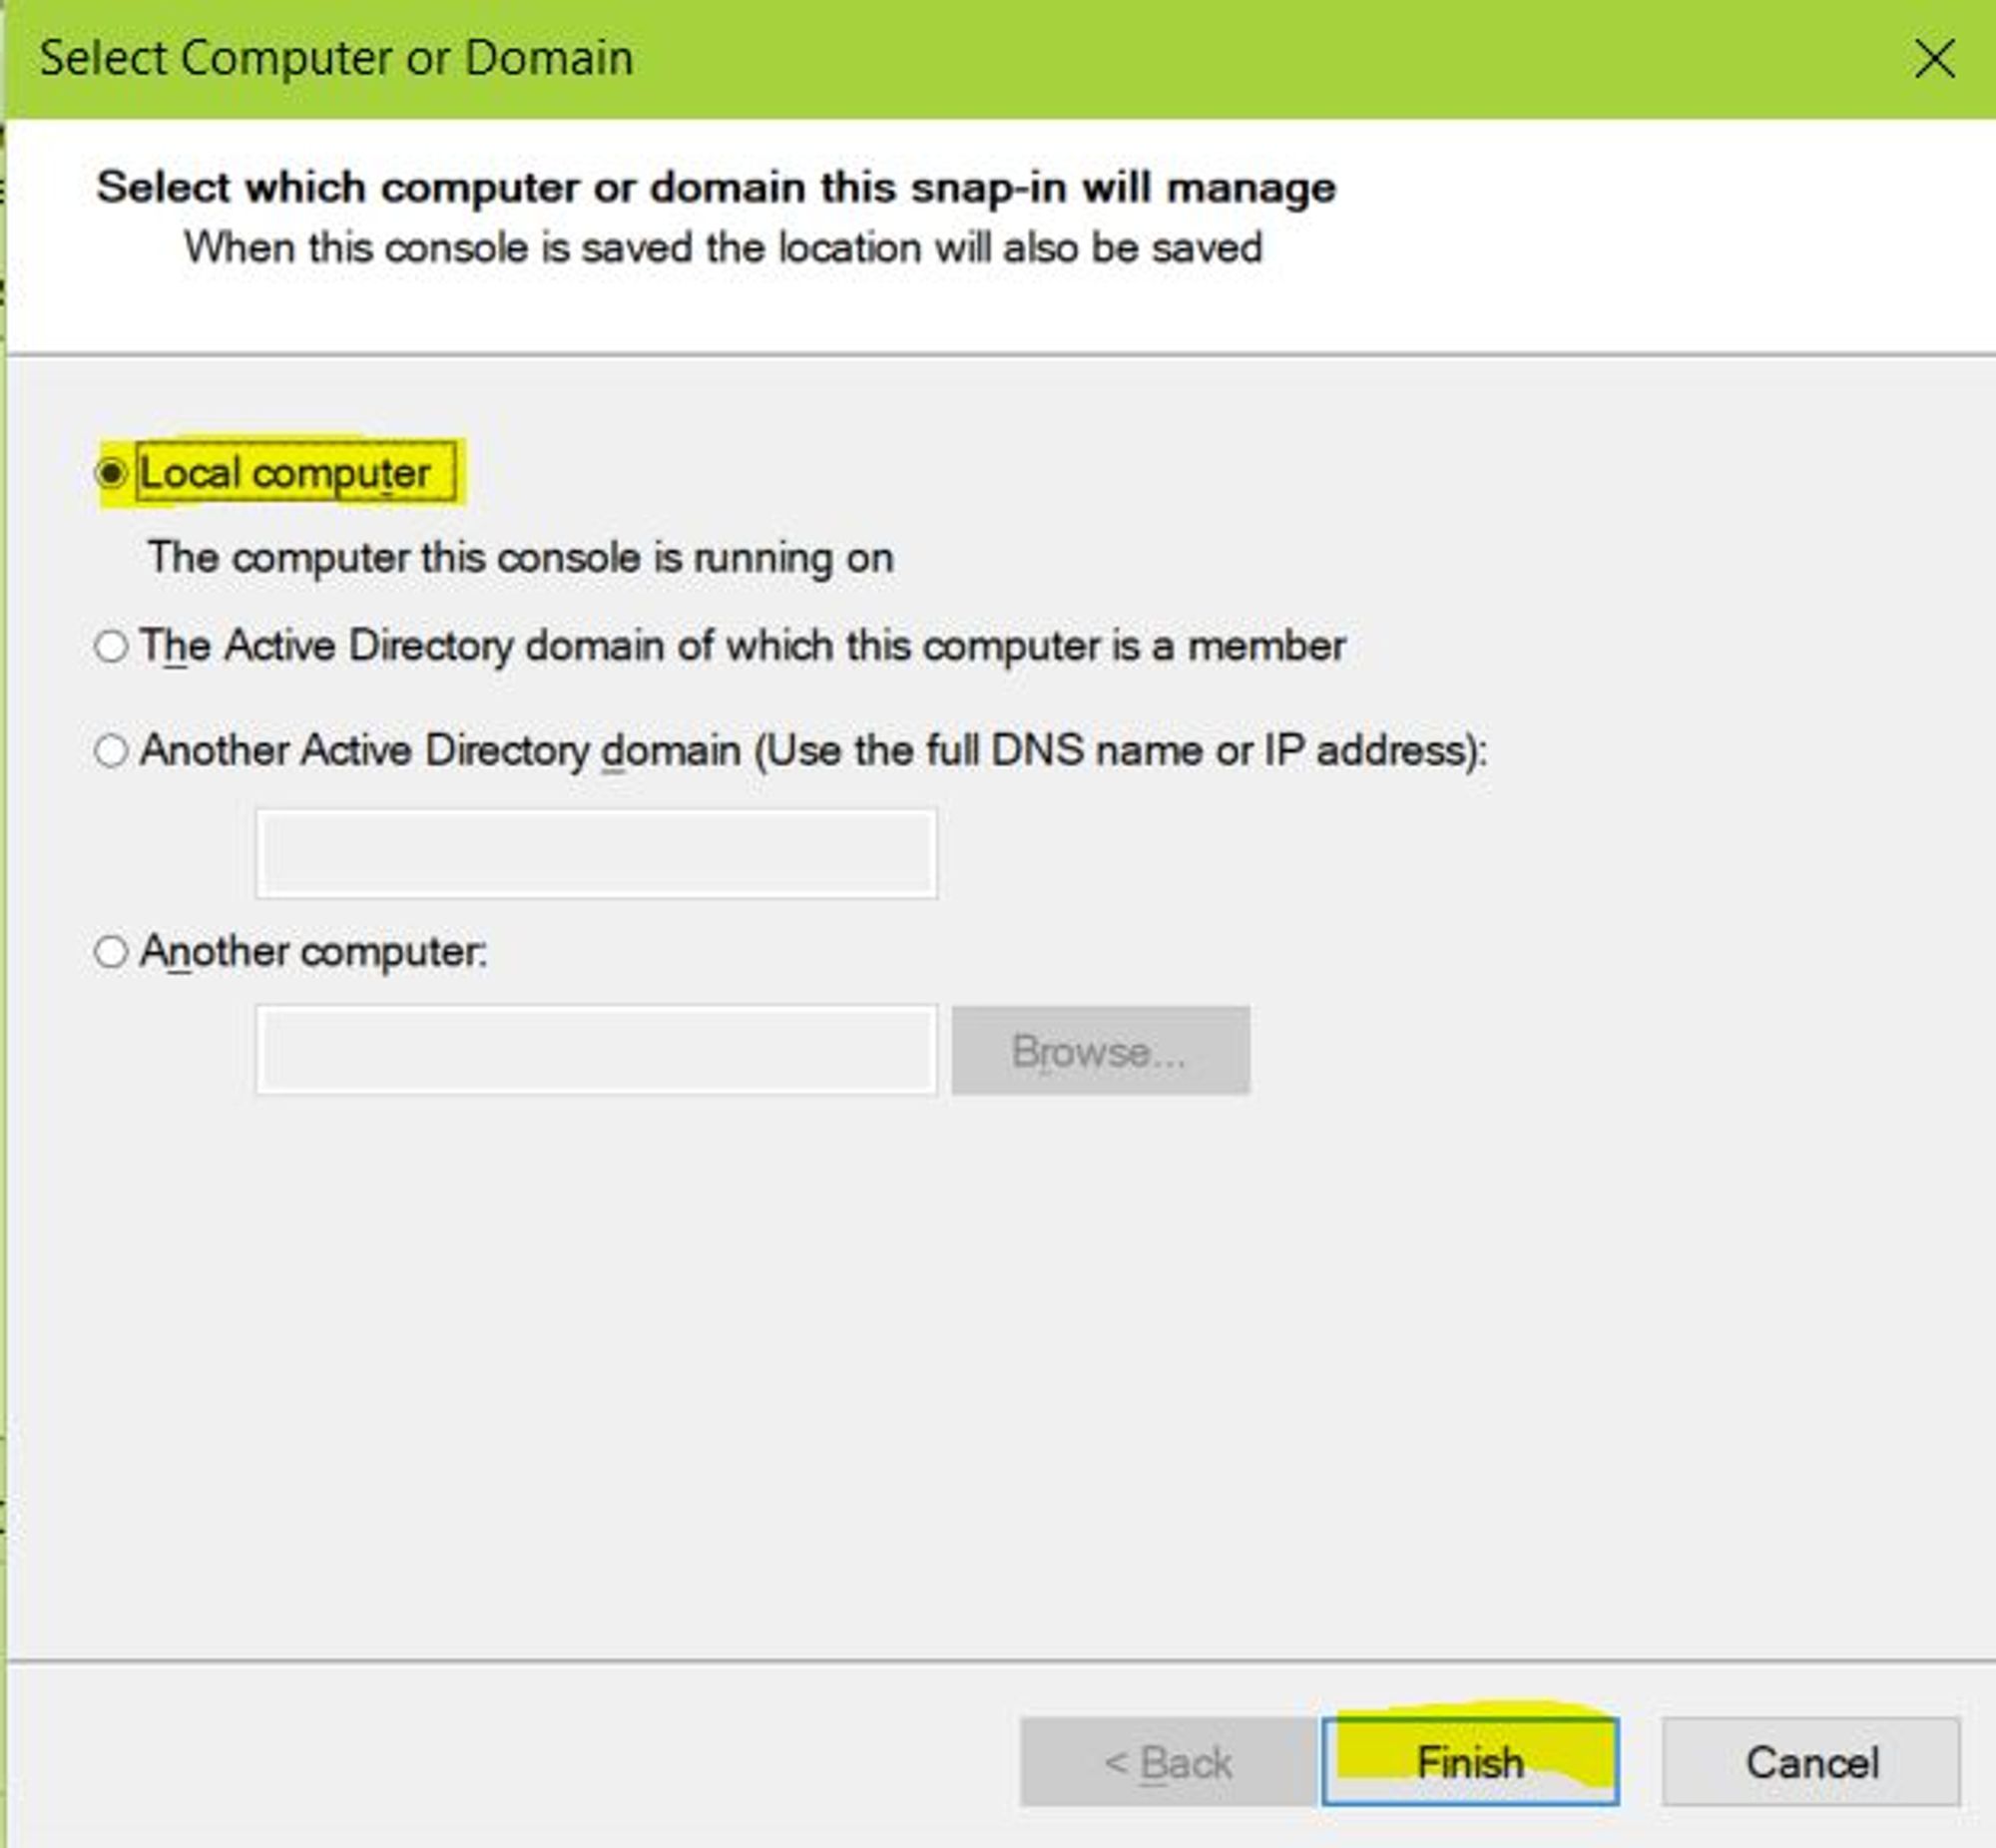 Select Computer or Domain
Select which computer or domain this snap-in will manage
When this console is saved the location will also be saved
Local computer
The computer this console is running on
The Active Directory domain of which this computer is a member
Another Active Directory domain (Use the full DNS name or IP address):
Another computer:
Browse...
< Back
Finish
Cancel